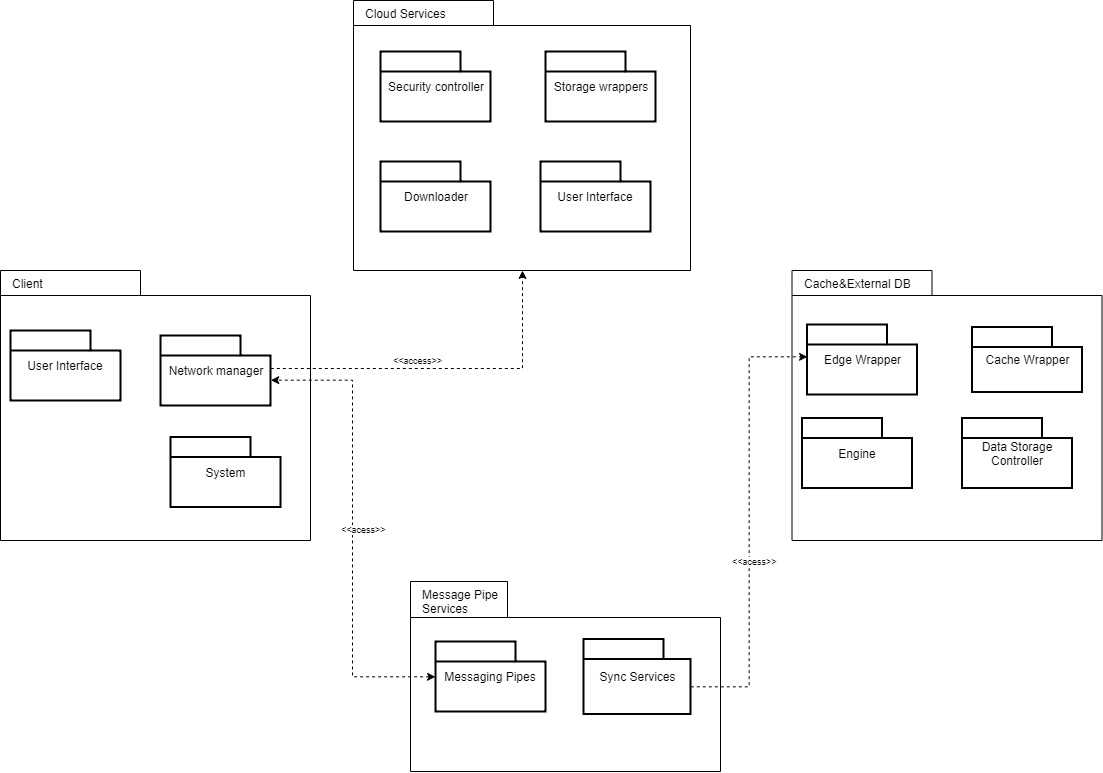 Cloud Services
Security controller
Storage wrappers
Downloader
User Interface
Client
User Interface
Network manager
System
<<access>>
<<acess>>
Cache&External DB
Edge Wrapper
Cache Wrapper
Engine
Data Storage
Controller
<<acess>>
Message Pipe
Services
Messaging Pipes
Sync Services